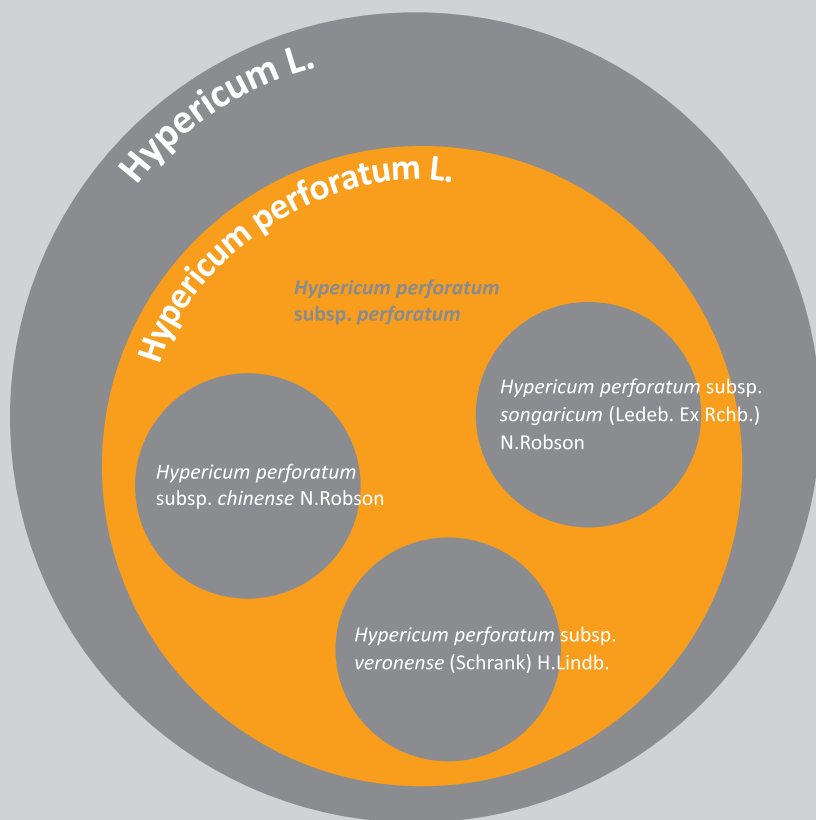 Hypericum L.
Hypericum perforatum L.
Hypericum perforatum
subsp. perforatum
Hypericum perforatum subsp.
songaricum (Ledeb. Ex Rchb.)
N.Robson
Hypericum perforatum
subsp. chinense N.Robson
Hypericum perforatum subsp.
veronense (Schrank) H.Lindb.